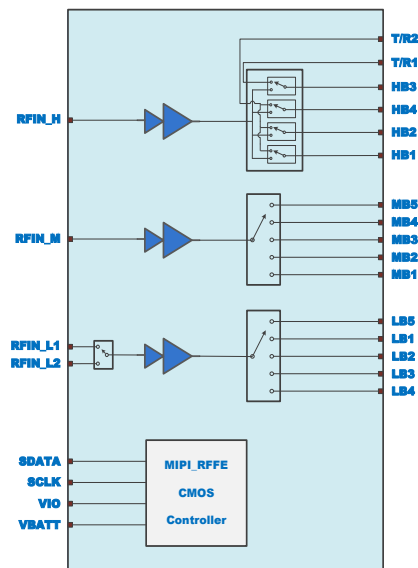 T/R2
T/R1
HB3
RFIN_H
HB4
HB2
HB1
MB5
MB4
RFIN_M
MB3
MB2
MB1
LB5
RFIN_L1
LB1
RFIN_L2
LB2
LB3
LB4
SDATA
SCLK
VIO
VBATT
MIPI_RFFE
CMOS
Controller